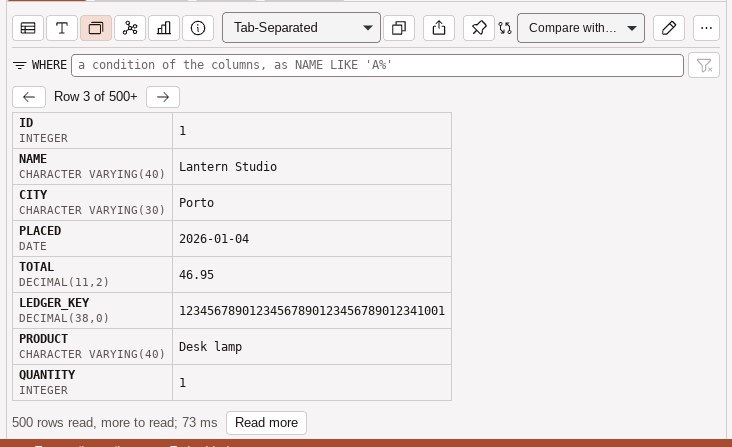 T
Tab-Separated
Compare with...
WHERE a condition of the columns, as NAME LIKE 'A%'
Row 3 of 500+
ID
INTEGER
1
NAME
CHARACTER VARYING(40)
Lantern Studio
CITY
CHARACTER VARYING(30)
Porto
PLACED
DATE
2026-01-04
TOTAL
DECIMAL(11,2)
46.95
LEDGER_KEY
DECIMAL(38,0)
12345678901234567890123456789012341001
PRODUCT
CHARACTER VARYING(40)
Desk lamp
QUANTITY
INTEGER
1
500 rows read, more to read; 73 ms
Read more